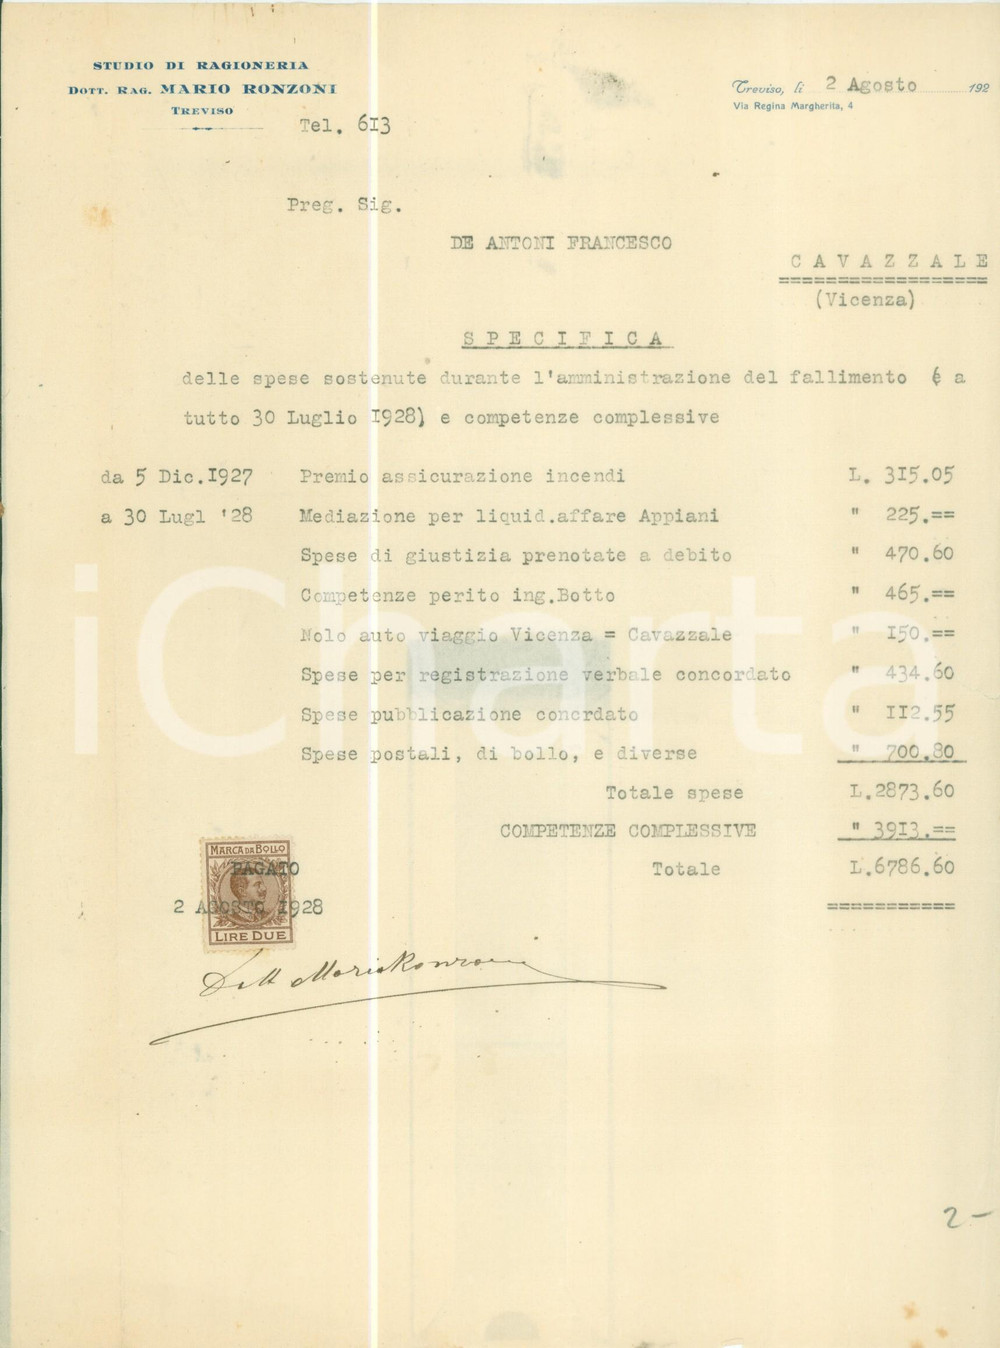 STUDIO DI RAGIONERIA
DOTT. RAG. MARIO RONZONI
TREVISO
Tel. 613
Treviso, lì 2 Agosto 192
Via Regina Margherita, 4
Preg. Sig.
DE ANTONI FRANCESCO
C A V A Z Z A L E
==================
(Vicenza)
S P E C I F I C A
delle spese sostenute durante l'amministrazione del fallimento ( a
tutto 30 Luglio 1928) e competenze complessive
da 5 Dic.1927 Premio assicurazione incendi L. 315.05
a 30 Lugl '28 Mediazione per liquid.affare Appiani " 225.==
Spese di giustizia prenotate a debito " 470.60
Competenze perito ing.Botto " 465.==
Nolo auto viaggio Vicenza = Cavazzale " 150.==
Spese per registrazione verbale concordato " 434.60
Spese pubblicazione concrdato " 112.55
Spese postali, di bollo, e diverse " 700.80
Totale spese L.2873.60
COMPETENZE COMPLESSIVE " 3913.==
Totale L.6786.60
===========
MARCA DA BOLLO
PAGATO
2 AGOSTO 1928
LIRE DUE
Dott Mario Ronzoni
2-
iCharta